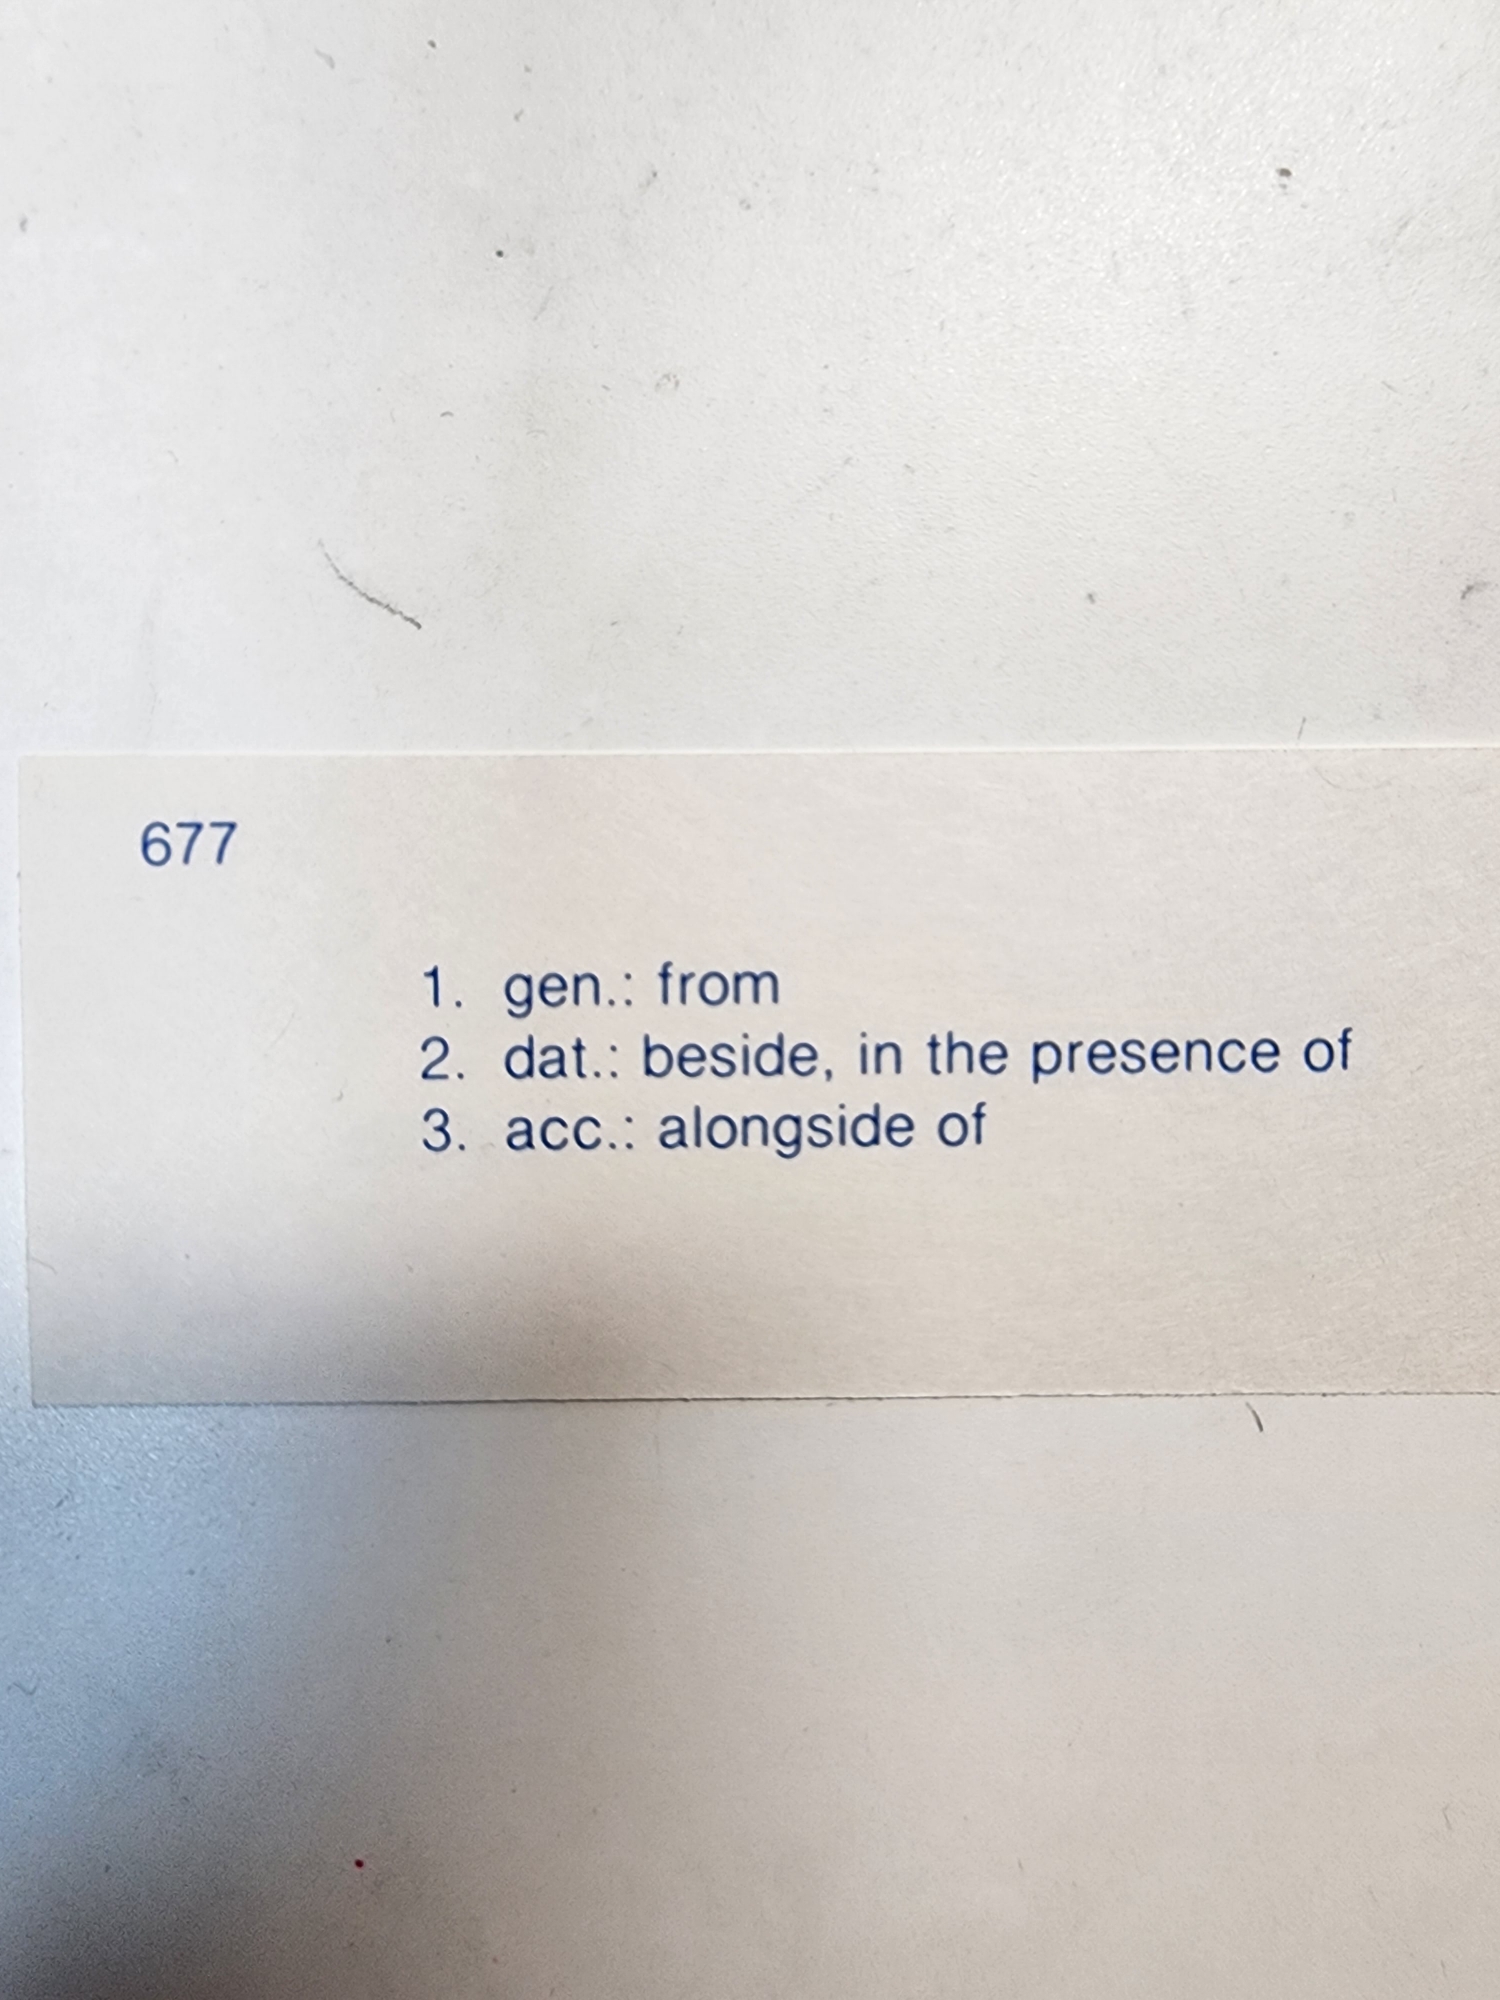 677
1. gen.: from
2. dat.: beside, in the presence of
3. acc.: alongside of